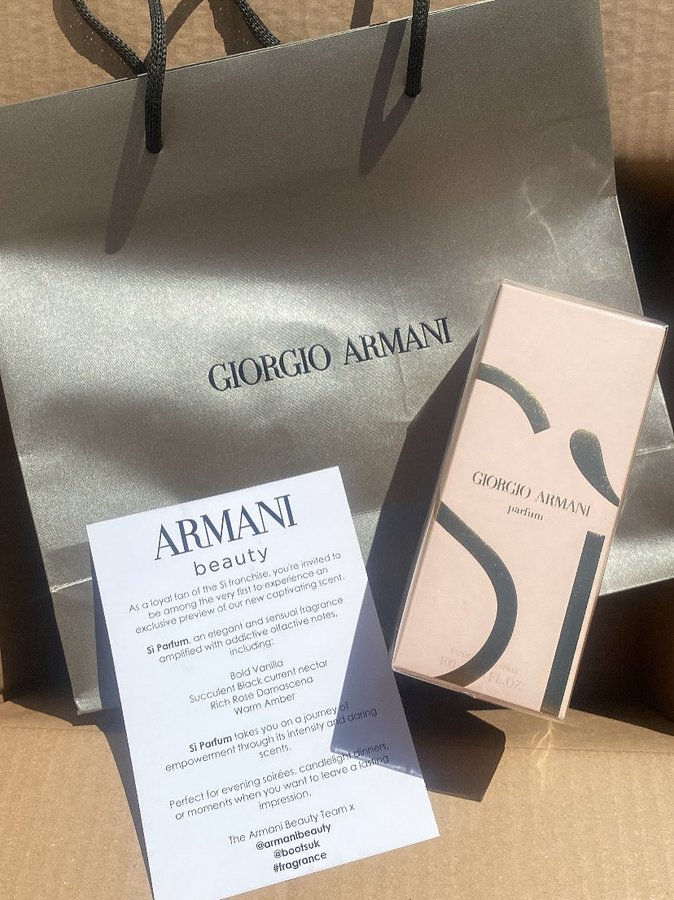 GIORGIO ARMANI
ARMANI
beauty
As a loyal fan of the Sì franchise, you're invited to
be among the very first to experience an
exclusive preview of our new captivating scent.
Sì Parfum, an elegant and sensual fragrance
amplified with addictive olfactive notes,
including:
Bold Vanilla
Succulent Black current nectar
Rich Rose Damascena
Warm Amber
Sì Parfum takes you on a journey of
empowerment through its intensity and daring
scents.
Perfect for evening soirées, candlelight dinners,
or moments when you want to leave a lasting
impression.
The Armani Beauty Team x
@armanibeauty
@bootsuk
#fragrance
Sì
GIORGIO ARMANI
parfum
100
FL.OZ